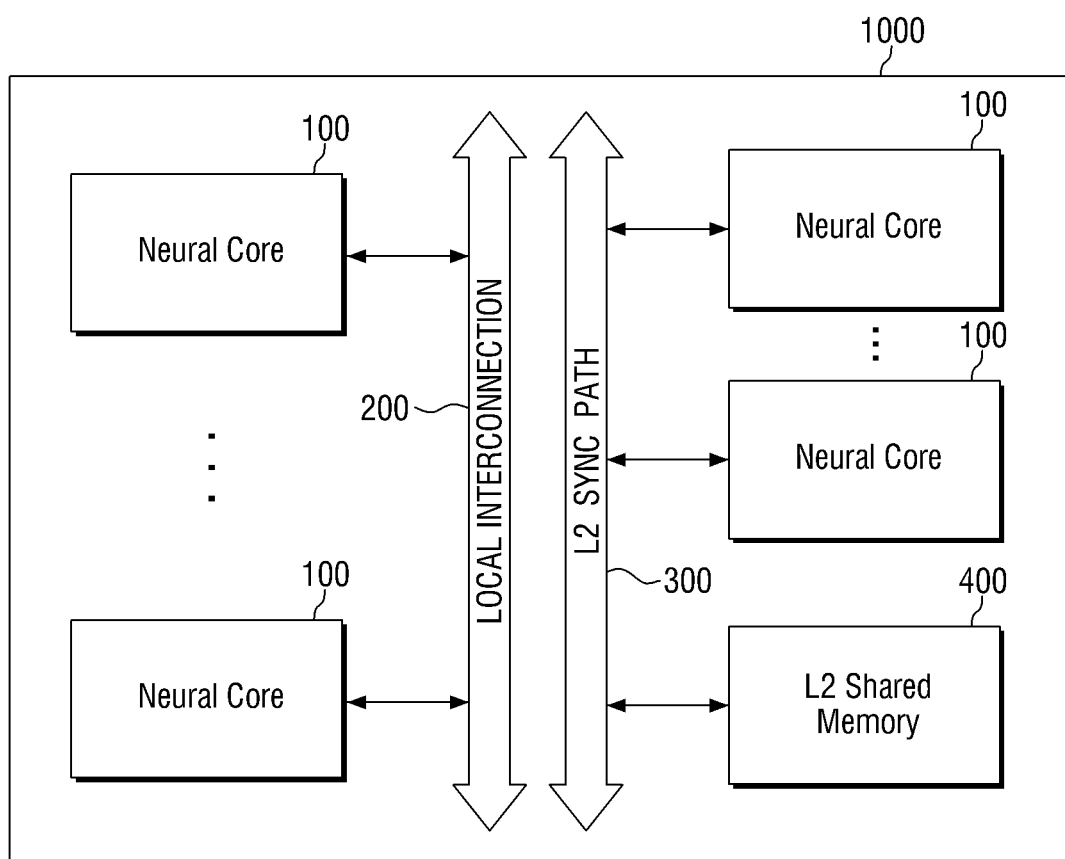 1000
100
Neural Core
100
Neural Core
LOCAL INTERCONNECTION
200
L2 SYNC PATH
300
100
Neural Core
100
Neural Core
400
L2 Shared
Memory